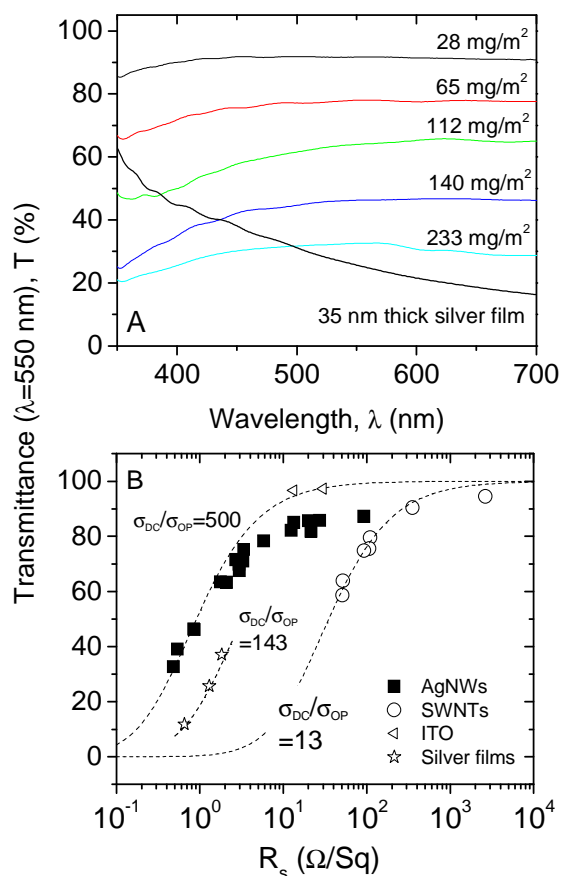 Transmittance (λ=550 nm), T (%)
100
80
60
40
20
0
28 mg/m²
65 mg/m²
112 mg/m²
140 mg/m²
233 mg/m²
35 nm thick silver film
A
400
500
600
700
Wavelength, λ (nm)
B
100
80
60
40
20
0
σDC/σOP=500
σDC/σOP
=143
σDC/σOP
=13
AgNWs
SWNTs
ITO
Silver films
10⁻¹
10⁰
10¹
10²
10³
10⁴
Rs (Ω/Sq)